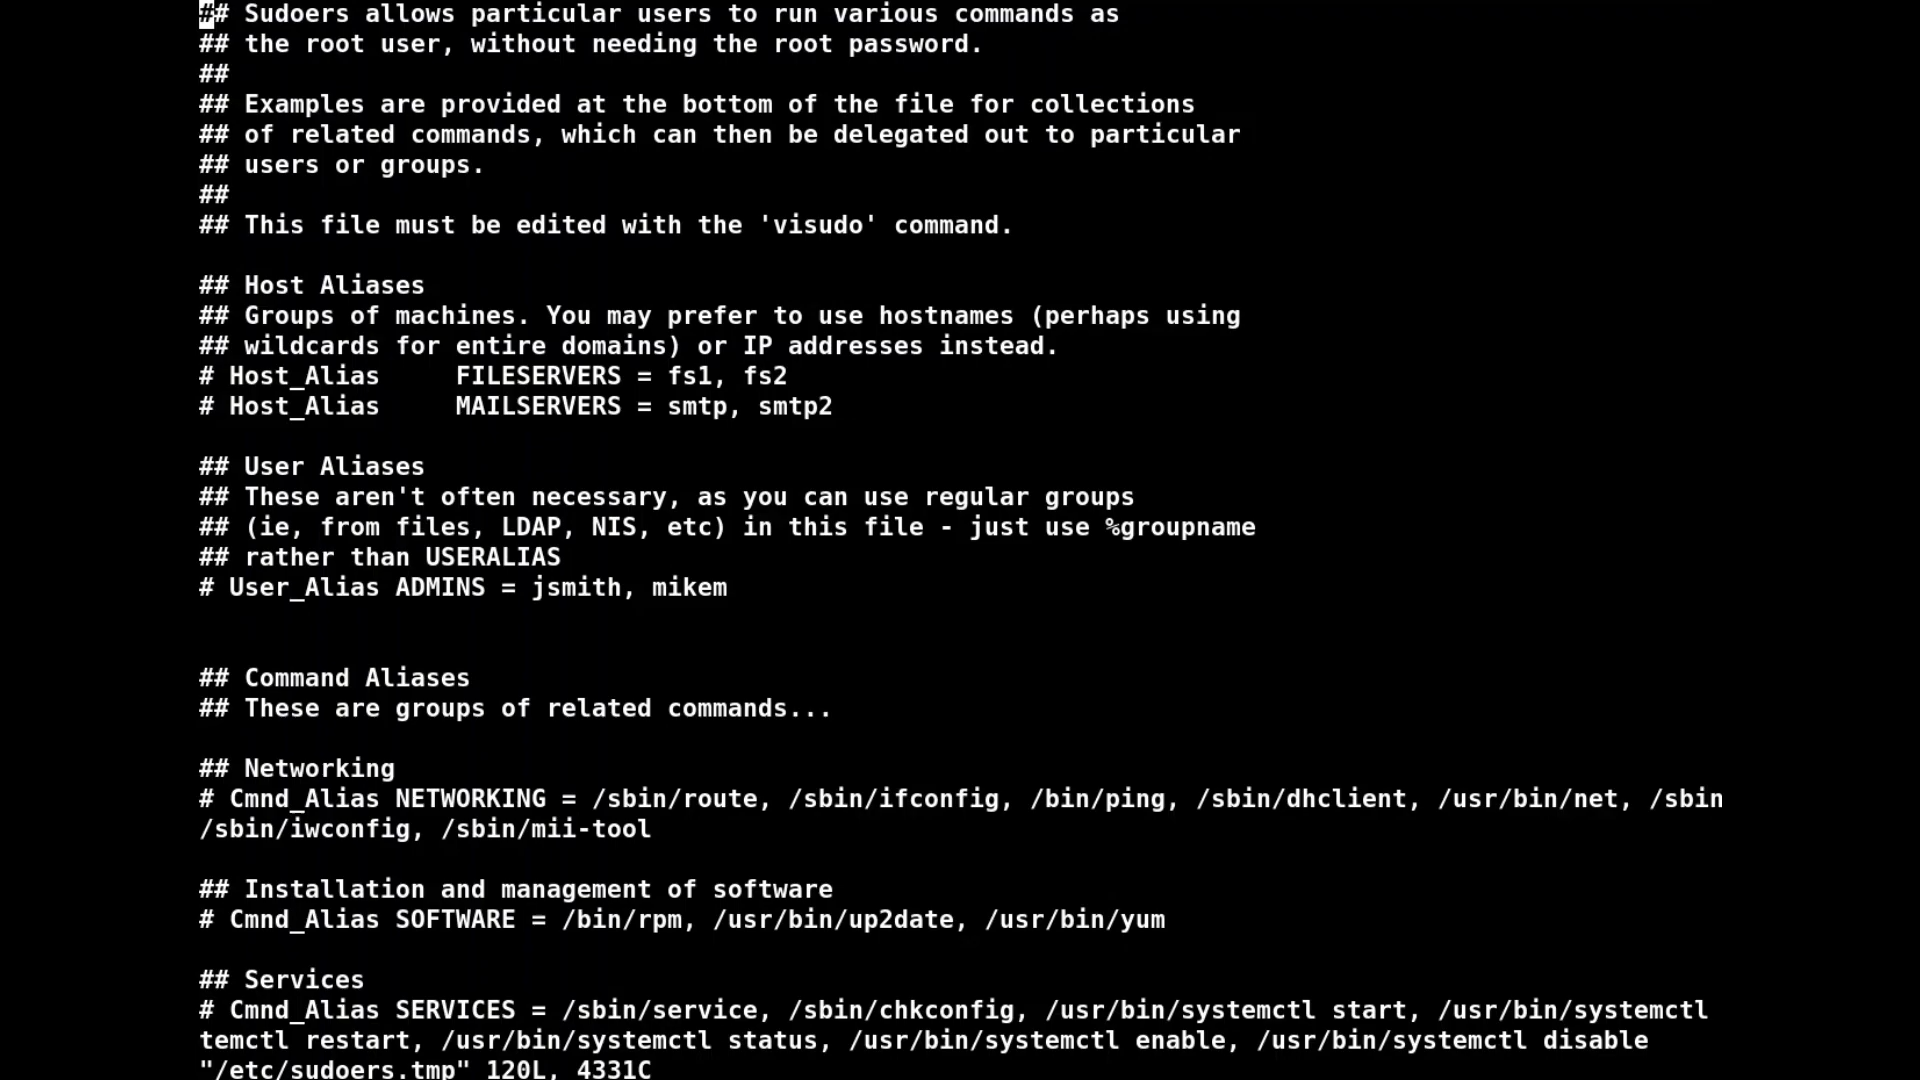 ## Sudoers allows particular users to run various commands as
## the root user, without needing the root password.
##
## Examples are provided at the bottom of the file for collections
## of related commands, which can then be delegated out to particular
## users or groups.
##
## This file must be edited with the 'visudo' command.
## Host Aliases
## Groups of machines. You may prefer to use hostnames (perhaps using
## wildcards for entire domains) or IP addresses instead.
# Host_Alias     FILESERVERS = fs1, fs2
# Host_Alias     MAILSERVERS = smtp, smtp2
## User Aliases
## These aren't often necessary, as you can use regular groups
## (ie, from files, LDAP, NIS, etc) in this file - just use %groupname
## rather than USERALIAS
# User_Alias ADMINS = jsmith, mikem
## Command Aliases
## These are groups of related commands...
## Networking
# Cmnd_Alias NETWORKING = /sbin/route, /sbin/ifconfig, /bin/ping, /sbin/dhclient, /usr/bin/net, /sbin
/sbin/iwconfig, /sbin/mii-tool
## Installation and management of software
# Cmnd_Alias SOFTWARE = /bin/rpm, /usr/bin/up2date, /usr/bin/yum
## Services
# Cmnd_Alias SERVICES = /sbin/service, /sbin/chkconfig, /usr/bin/systemctl start, /usr/bin/systemctl
temctl restart, /usr/bin/systemctl status, /usr/bin/systemctl enable, /usr/bin/systemctl disable
"/etc/sudoers.tmp" 120L, 4331C